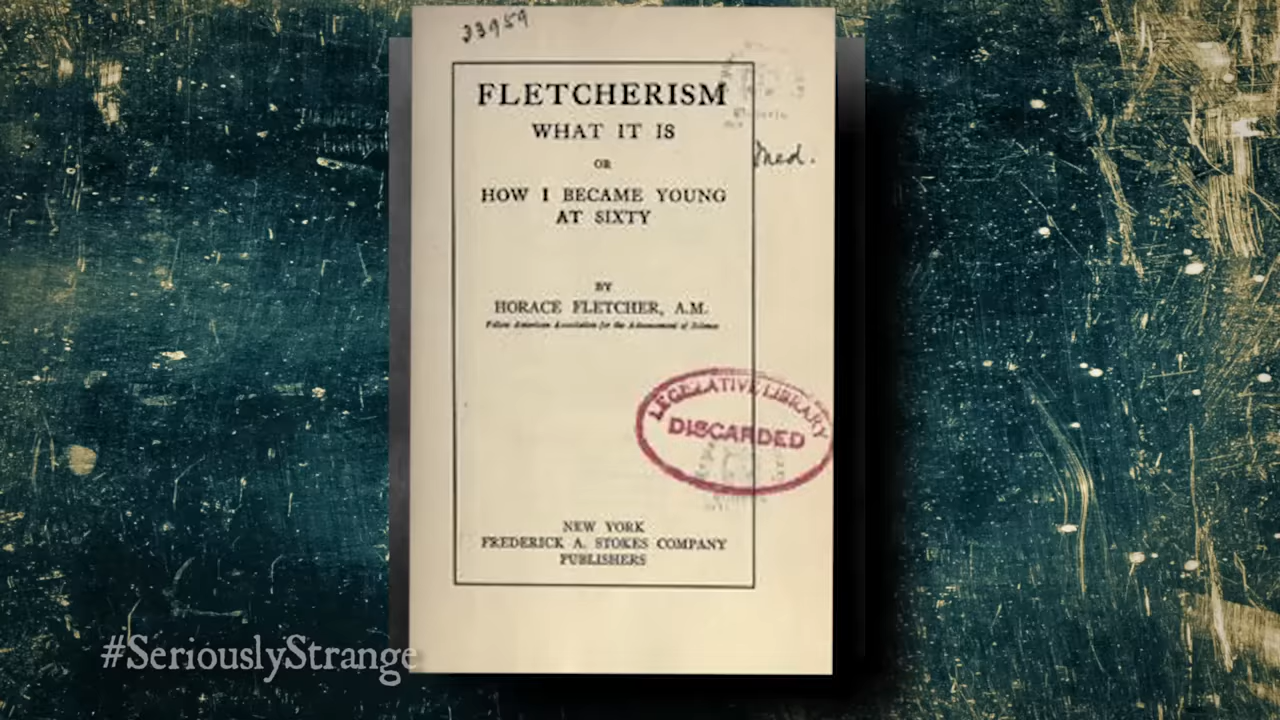 33959
FLETCHERISM
WHAT IT IS
OR
Med.
HOW I BECAME YOUNG
AT SIXTY
BY
HORACE FLETCHER, A.M.
Fellow American Association for the Advancement of Science
LEGISLATIVE LIBRARY
DISCARDED
NEW YORK
FREDERICK A. STOKES COMPANY
PUBLISHERS
#SeriouslyStrange